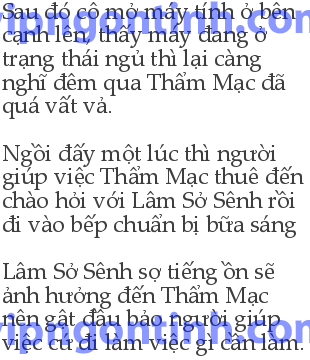 Sau đó cô mở máy tính ở bên
cạnh lên, thấy máy đang ở
trạng thái ngủ thì lại càng
nghĩ đêm qua Thẩm Mạc đã
quá vất vả.
Ngồi đấy một lúc thì người
giúp việc Thẩm Mạc thuê đến
chào hỏi với Lâm Sở Sênh rồi
đi vào bếp chuẩn bị bữa sáng
Lâm Sở Sênh sợ tiếng ồn sẽ
ảnh hưởng đến Thẩm Mạc
nên gật đầu bảo người giúp
việc cứ đi làm việc gì cần làm.